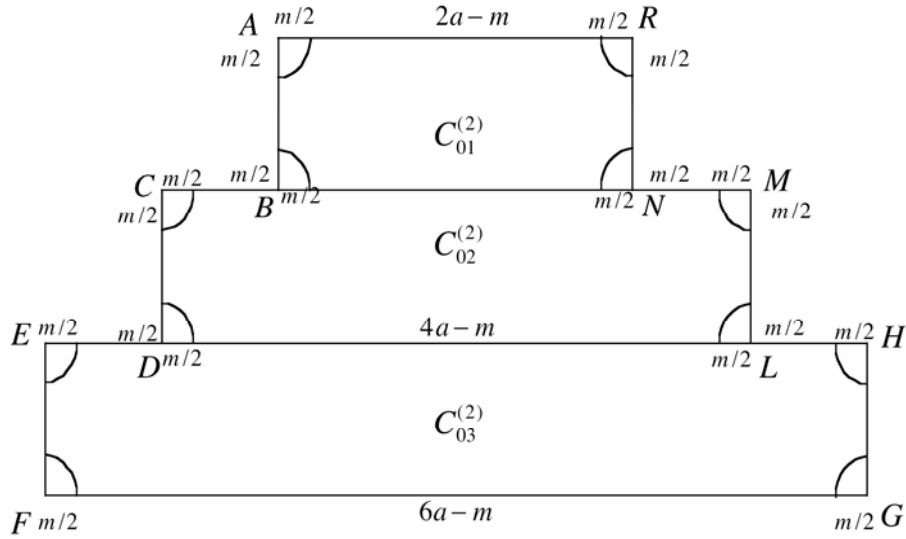 A m/2 2a – m m/2 R
m/2 m/2
C_{01}^{(2)}
C m/2 m/2 m/2 m/2 M
B m/2 m/2 N
m/2 m/2
C_{02}^{(2)}
E m/2 m/2 4a – m m/2 m/2 H
D m/2 m/2 L
C_{03}^{(2)}
F m/2 6a – m m/2 G